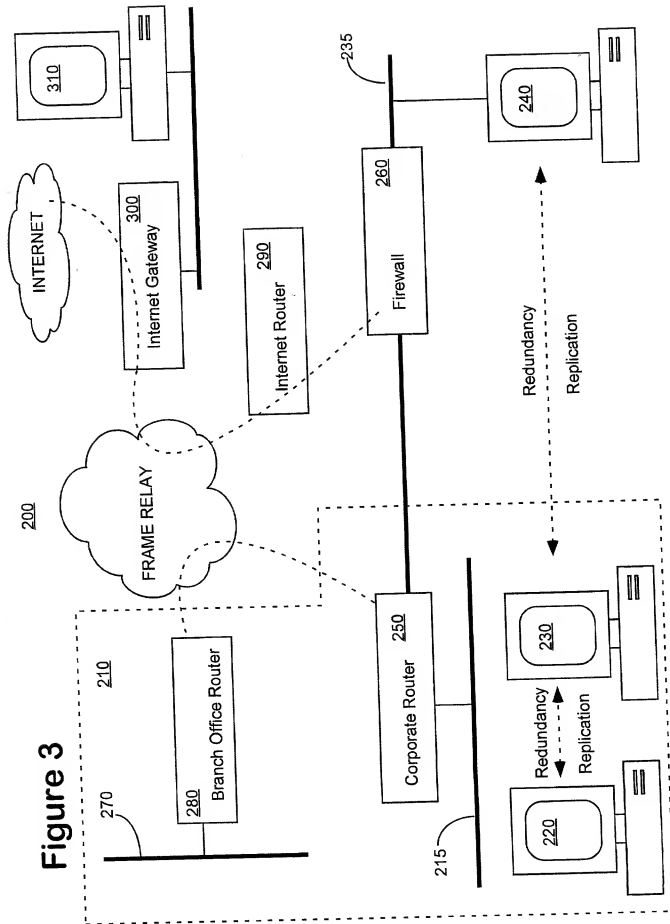 Figure 3
200
210
270
280
Branch Office Router
FRAME RELAY
INTERNET
300
Internet Gateway
310
290
Internet Router
250
Corporate Router
260
Firewall
235
215
220
Redundancy
Replication
230
Redundancy
Replication
240